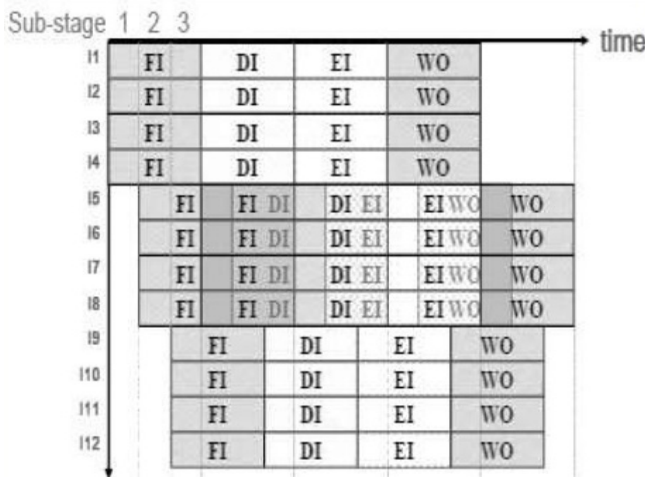 Sub-stage 1 2 3
time
I1 FI DI EI WO
I2 FI DI EI WO
I3 FI DI EI WO
I4 FI DI EI WO
I5 FI FI DI DI EI EI WO WO
I6 FI FI DI DI EI EI WO WO
I7 FI FI DI DI EI EI WO WO
I8 FI FI DI DI EI EI WO WO
I9 FI DI EI WO
I10 FI DI EI WO
I11 FI DI EI WO
I12 FI DI EI WO